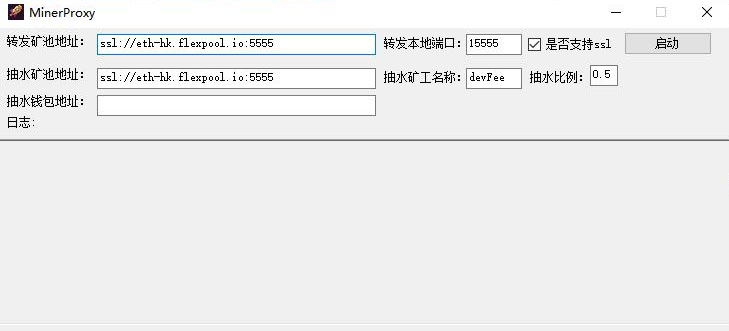 MinerProxy
转发矿池地址: ssl://eth-hk.flexpool.io:5555 转发本地端口: 15555 是否支持ssl 启动
抽水矿池地址: ssl://eth-hk.flexpool.io:5555 抽水矿工名称: devFee 抽水比例: 0.5
抽水钱包地址:
日志: